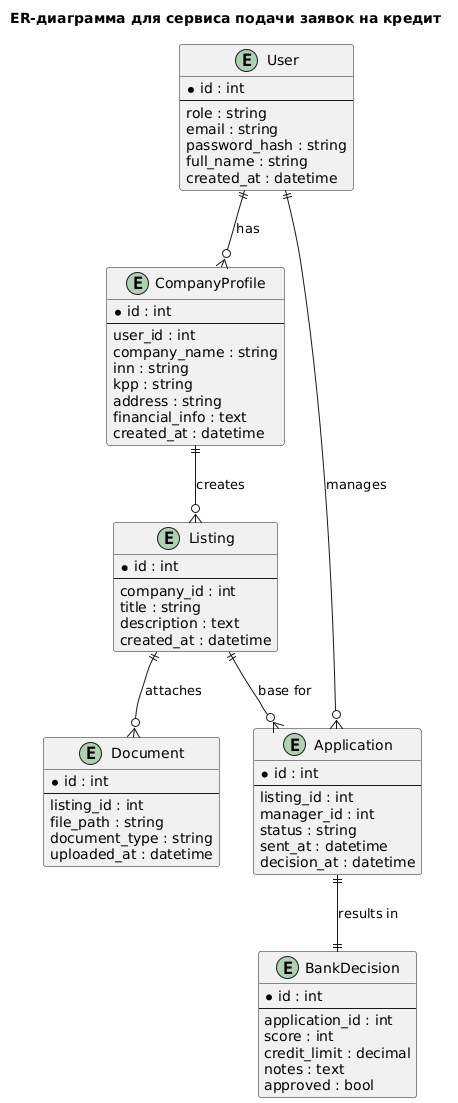 ER-диаграмма для сервиса подачи заявок на кредит
E User
id : int
role : string
email : string
password_hash : string
full_name : string
created_at : datetime
has
E CompanyProfile
id : int
user_id : int
company_name : string
inn : string
kpp : string
address : string
financial_info : text
created_at : datetime
creates
manages
E Listing
id : int
company_id : int
title : string
description : text
created_at : datetime
attaches
base for
E Document
id : int
listing_id : int
file_path : string
document_type : string
uploaded_at : datetime
E Application
id : int
listing_id : int
manager_id : int
status : string
sent_at : datetime
decision_at : datetime
results in
E BankDecision
id : int
application_id : int
score : int
credit_limit : decimal
notes : text
approved : bool